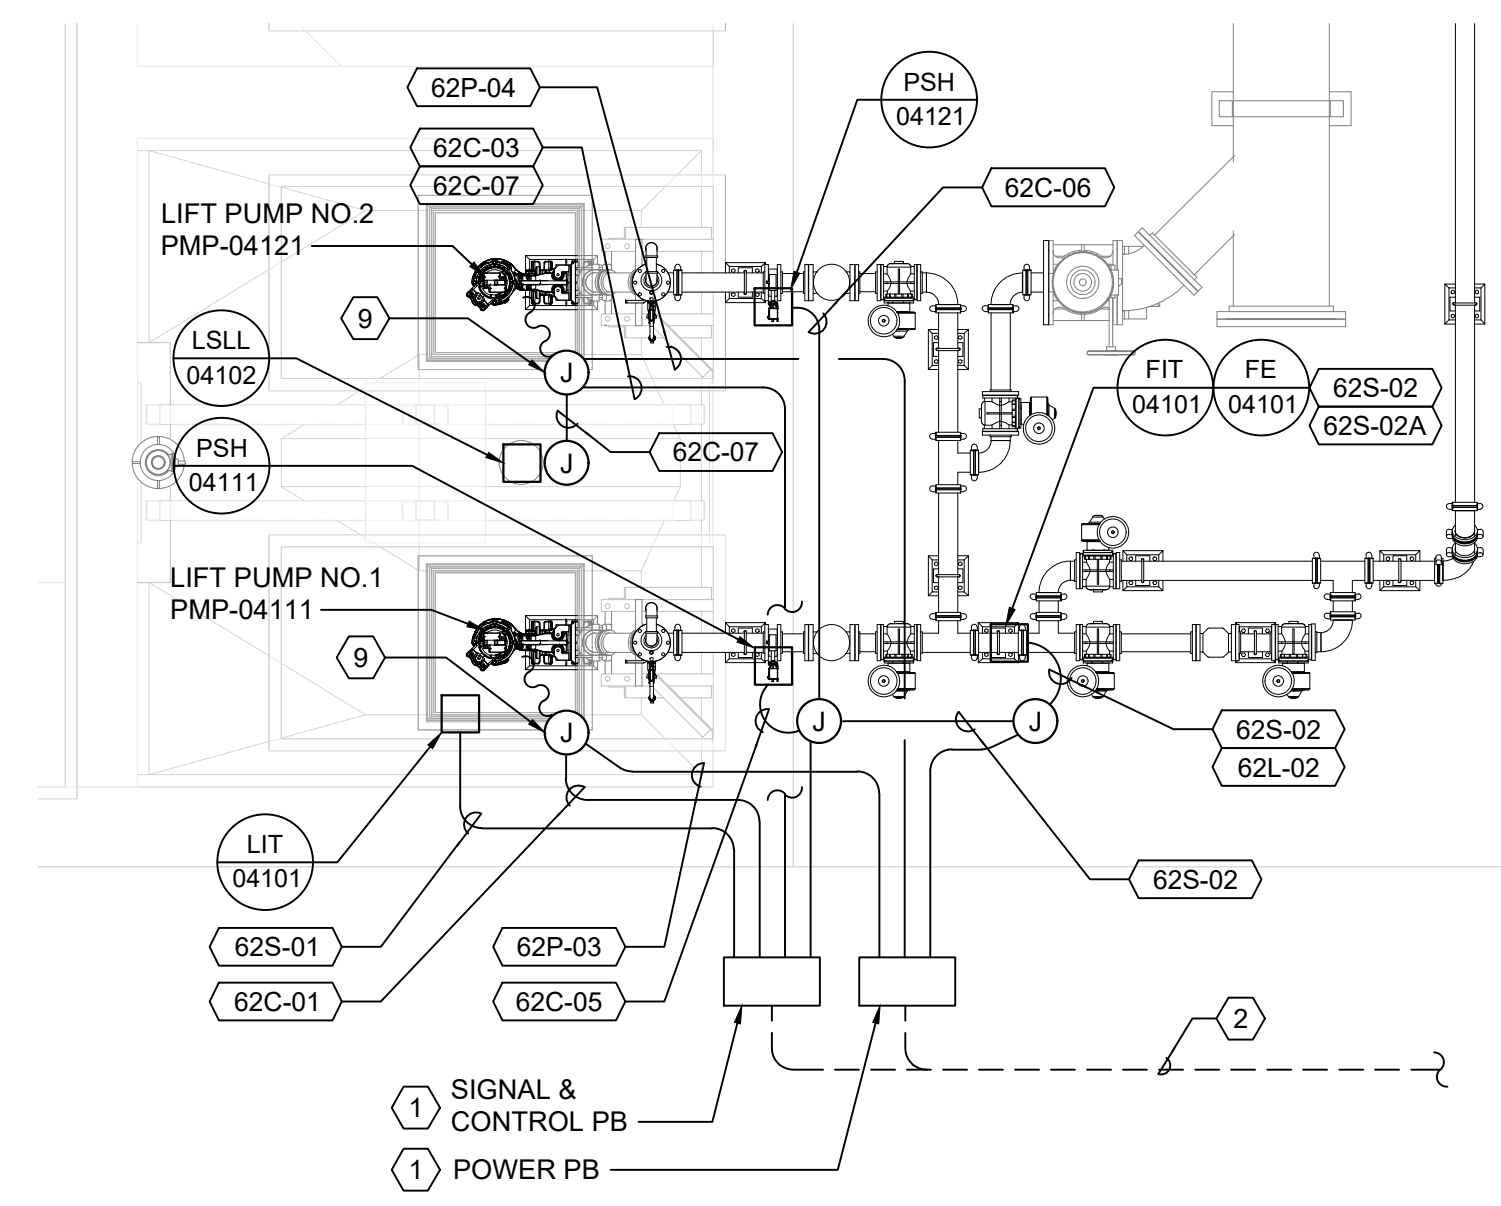 62P-04
PSH
04121
62C-03
62C-07
62C-06
LIFT PUMP NO.2
PMP-04121
9
LSLL
04102
J
FIT
04101
FE
04101
62S-02
62S-02A
PSH
04111
J
62C-07
LIFT PUMP NO.1
PMP-04111
9
J
J
J
62S-02
62L-02
LIT
04101
62S-02
62S-01
62P-03
62C-01
62C-05
2
1
SIGNAL &
CONTROL PB
1
POWER PB